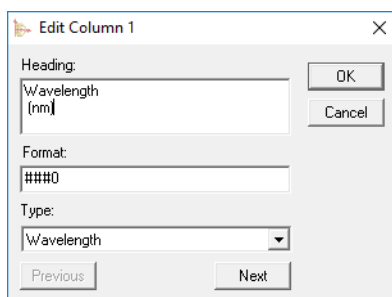 Edit Column 1
Heading:
Wavelength
(nm)
OK
Cancel
Format:
###0
Type:
Wavelength
Previous
Next